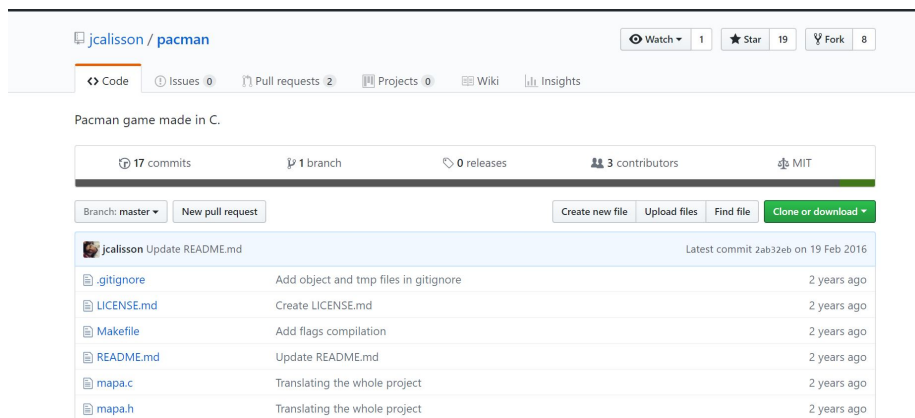 jcalisson / pacman
Watch 1 Star 19 Fork 8
Code Issues 0 Pull requests 2 Projects 0 Wiki Insights
Pacman game made in C.
17 commits 1 branch 0 releases 3 contributors MIT
Branch: master New pull request Create new file Upload files Find file Clone or download
jcalisson Update README.md Latest commit 2ab32eb on 19 Feb 2016
.gitignore Add object and tmp files in gitignore 2 years ago
LICENSE.md Create LICENSE.md 2 years ago
Makefile Add flags compilation 2 years ago
README.md Update README.md 2 years ago
mapa.c Translating the whole project 2 years ago
mapa.h Translating the whole project 2 years ago